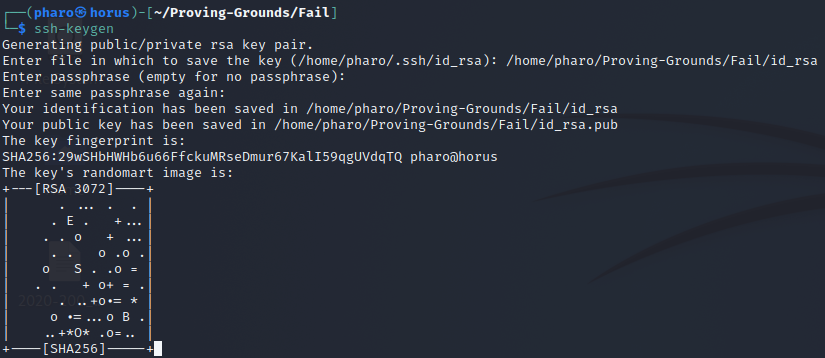 ┌──(pharo㉿horus)-[~/Proving-Grounds/Fail]
└─$ ssh-keygen
Generating public/private rsa key pair.
Enter file in which to save the key (/home/pharo/.ssh/id_rsa): /home/pharo/Proving-Grounds/Fail/id_rsa
Enter passphrase (empty for no passphrase):
Enter same passphrase again:
Your identification has been saved in /home/pharo/Proving-Grounds/Fail/id_rsa
Your public key has been saved in /home/pharo/Proving-Grounds/Fail/id_rsa.pub
The key fingerprint is:
SHA256:29wSHbHWHb6u66FfckuMRseDmur67KalI59qgUVdqTQ pharo@horus
The key's randomart image is:
+---[RSA 3072]----+
|      . ... .  . |
|     . E .   +...|
|    . . o   + ...|
|     . .   o .o .|
|    o   S . .o = |
|   . .   + o+ = .|
|      . ..+o•= * |
|     o •=...o B .|
|    ..+*O* .o=.. |
+----[SHA256]-----+